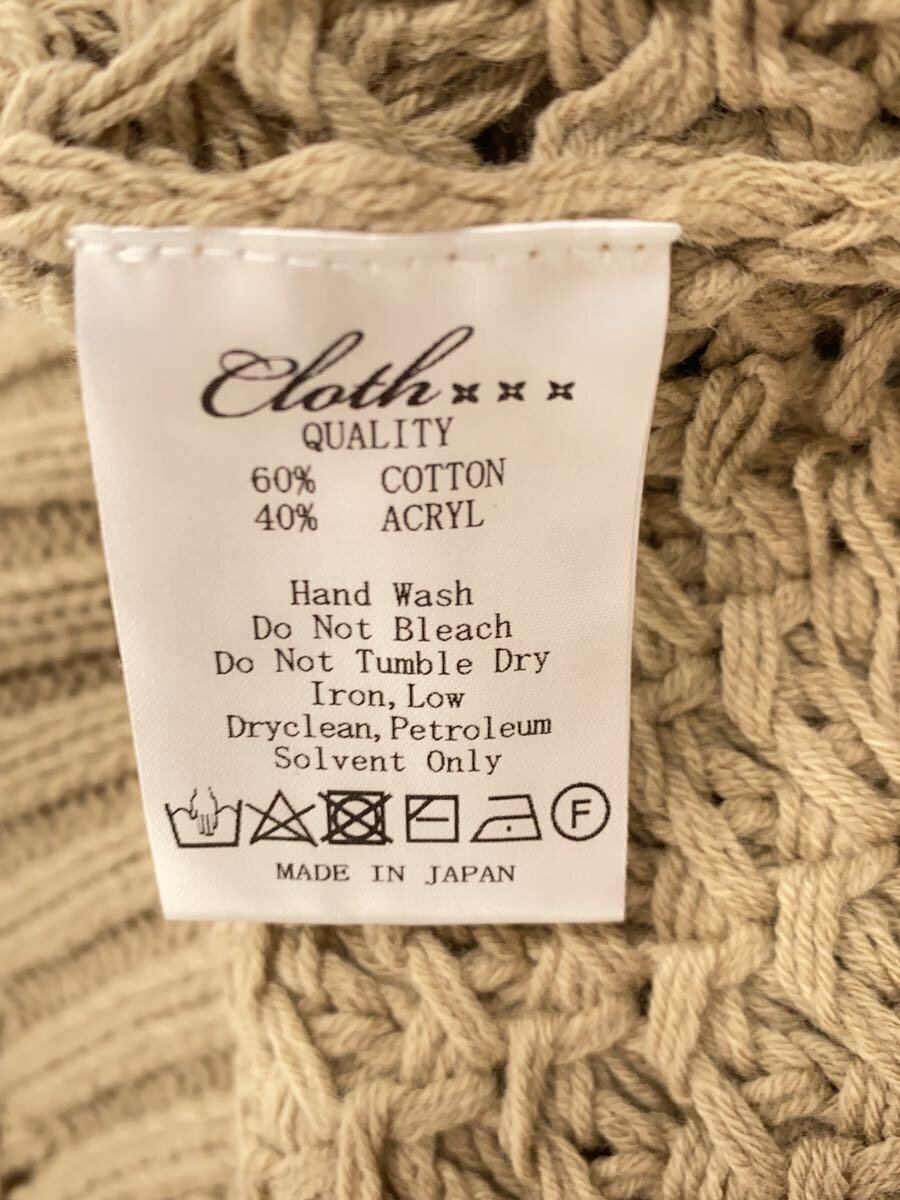 Cloth×××
QUALITY
60% COTTON
40% ACRYL
Hand Wash
Do Not Bleach
Do Not Tumble Dry
Iron, Low
Dryclean, Petroleum
Solvent Only
F
MADE IN JAPAN